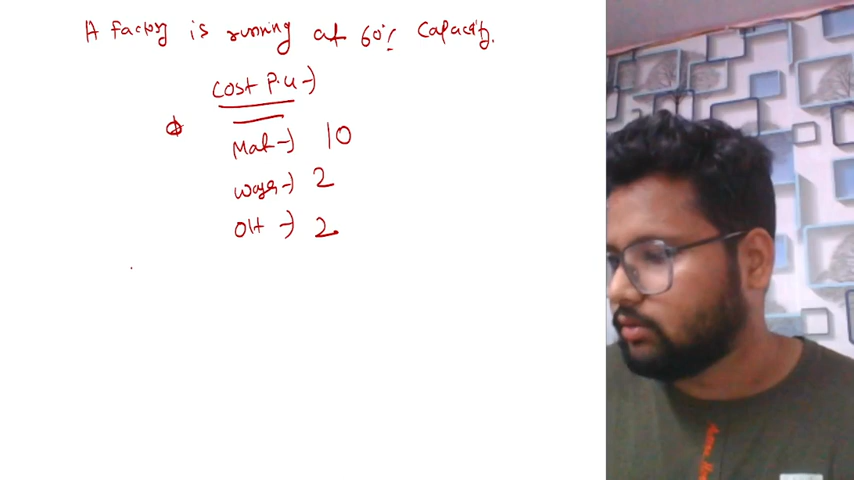 A factory is running at 60% Capacity.
Cost P.U →
Mat → 10
Wages → 2
OH → 2